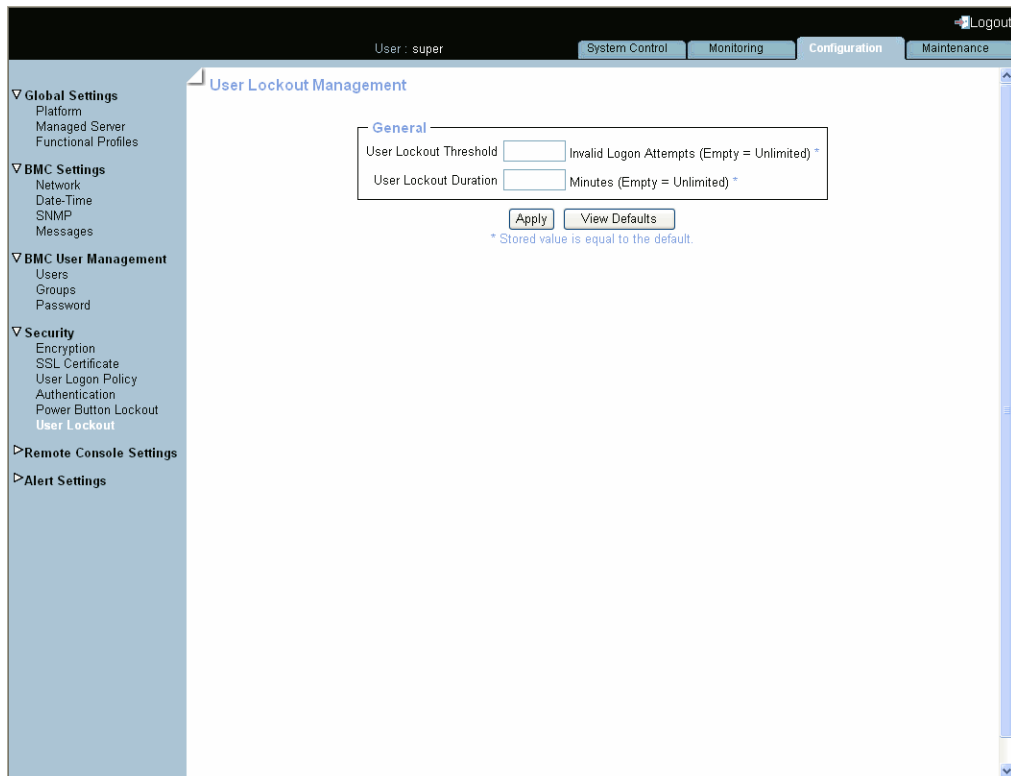 Logout
User : super
System Control
Monitoring
Configuration
Maintenance
Global Settings
Platform
Managed Server
Functional Profiles
BMC Settings
Network
Date-Time
SNMP
Messages
BMC User Management
Users
Groups
Password
Security
Encryption
SSL Certificate
User Logon Policy
Authentication
Power Button Lockout
User Lockout
Remote Console Settings
Alert Settings
User Lockout Management
General
User Lockout Threshold Invalid Logon Attempts (Empty = Unlimited) *
User Lockout Duration Minutes (Empty = Unlimited) *
Apply View Defaults
* Stored value is equal to the default.